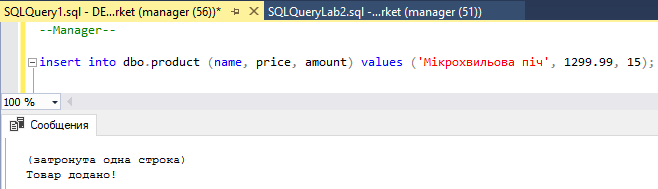 SQLQuery1.sql - DE...rket (manager (56))*
SQLQueryLab2.sql -...rket (manager (51))
--Manager--
insert into dbo.product (name, price, amount) values ('Мікрохвильова піч', 1299.99, 15);
100 %
Сообщения
(затронута одна строка)
Товар додано!